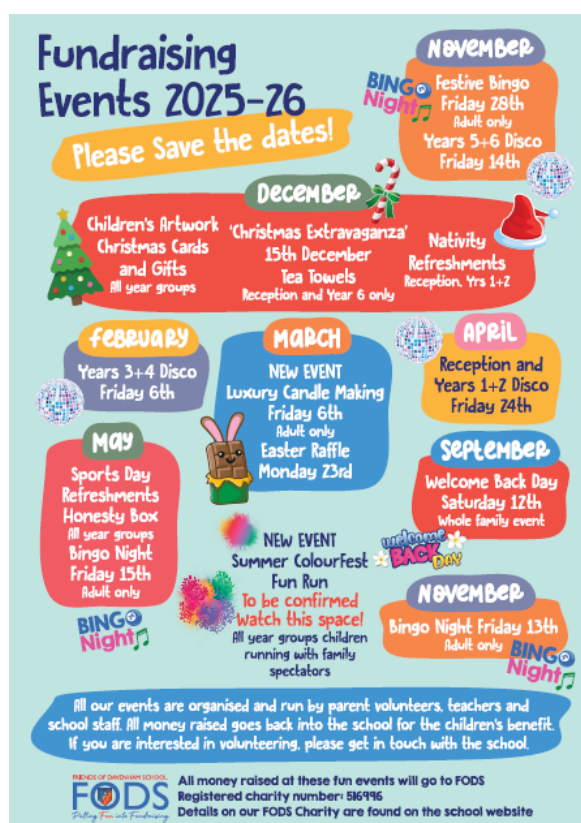 Fundraising
Events 2025-26
Please Save the dates!
NOVEMBER
BINGO
Night
Festive Bingo
Friday 28th
Adult only
Years 5+6 Disco
Friday 14th
DECEMBER
Children's Artwork
Christmas Cards
and Gifts
All year groups
'Christmas Extravaganza'
15th December
Tea Towels
Reception and Year 6 only
Nativity
Refreshments
Reception, Yrs 1+2
FEBRUARY
Years 3+4 Disco
Friday 6th
MARCH
NEW EVENT
Luxury Candle Making
Friday 6th
Adult only
Easter Raffle
Monday 23rd
APRIL
Reception and
Years 1+2 Disco
Friday 24th
MAY
Sports Day
Refreshments
Honesty Box
All year groups
Bingo Night
Friday 15th
Adult only
BINGO
Night
SEPTEMBER
Welcome Back Day
Saturday 12th
Whole family event
welcome
BACK
DAY
NEW EVENT
Summer ColourFest
Fun Run
To be confirmed
Watch this space!
All year groups children
running with family
spectators
NOVEMBER
Bingo Night Friday 13th
Adult only
BINGO
Night
All our events are organised and run by parent volunteers, teachers and
school staff. All money raised goes back into the school for the children's benefit.
If you are interested in volunteering, please get in touch with the school.
FRIENDS OF DAVENHAM SCHOOL
FODS
Putting Fun into Fundraising
All money raised at these fun events will go to FODS
Registered charity number: 516996
Details on our FODS Charity are found on the school website